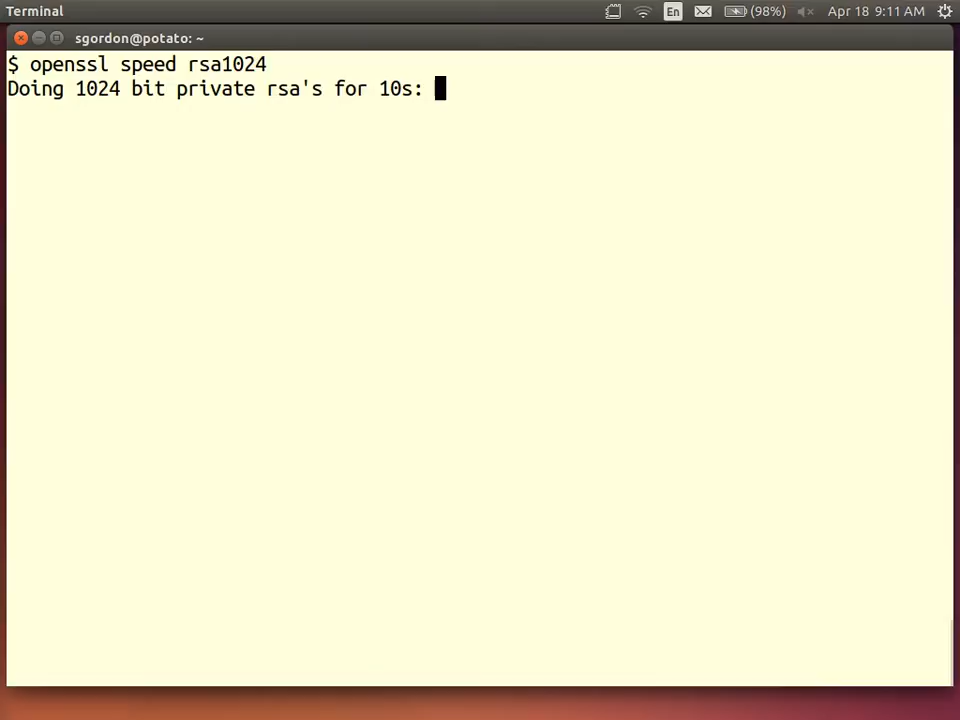 Terminal
En
(98%)
Apr 18 9:11 AM
sgordon@potato: ~
$ openssl speed rsa1024
Doing 1024 bit private rsa's for 10s: